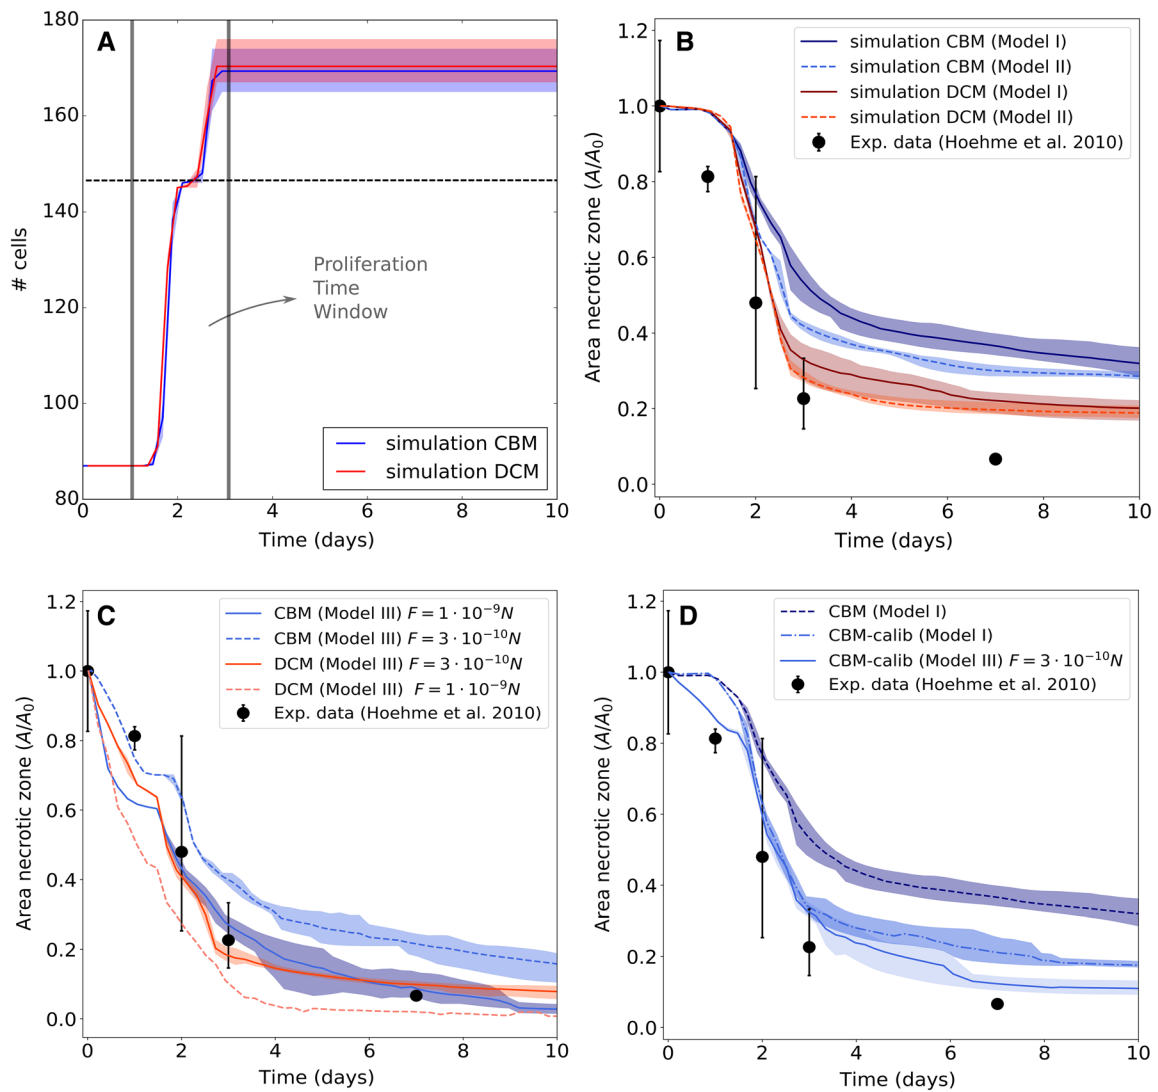 A
180
160
140
120
100
80
# cells
Proliferation
Time
Window
simulation CBM
simulation DCM
0
2
4
6
8
10
Time (days)
B
1.2
1.0
0.8
0.6
0.4
0.2
0.0
Area necrotic zone (A/A₀)
simulation CBM (Model I)
simulation CBM (Model II)
simulation DCM (Model I)
simulation DCM (Model II)
Exp. data (Hoehme et al. 2010)
0
2
4
6
8
10
Time (days)
C
1.2
1.0
0.8
0.6
0.4
0.2
0.0
Area necrotic zone (A/A₀)
CBM (Model III) F = 1 · 10⁻⁹N
CBM (Model III) F = 3 · 10⁻¹⁰N
DCM (Model III) F = 3 · 10⁻¹⁰N
DCM (Model III) F = 1 · 10⁻⁹N
Exp. data (Hoehme et al. 2010)
0
2
4
6
8
10
Time (days)
D
1.2
1.0
0.8
0.6
0.4
0.2
0.0
Area necrotic zone (A/A₀)
CBM (Model I)
CBM-calib (Model I)
CBM-calib (Model III) F = 3 · 10⁻¹⁰N
Exp. data (Hoehme et al. 2010)
0
2
4
6
8
10
Time (days)